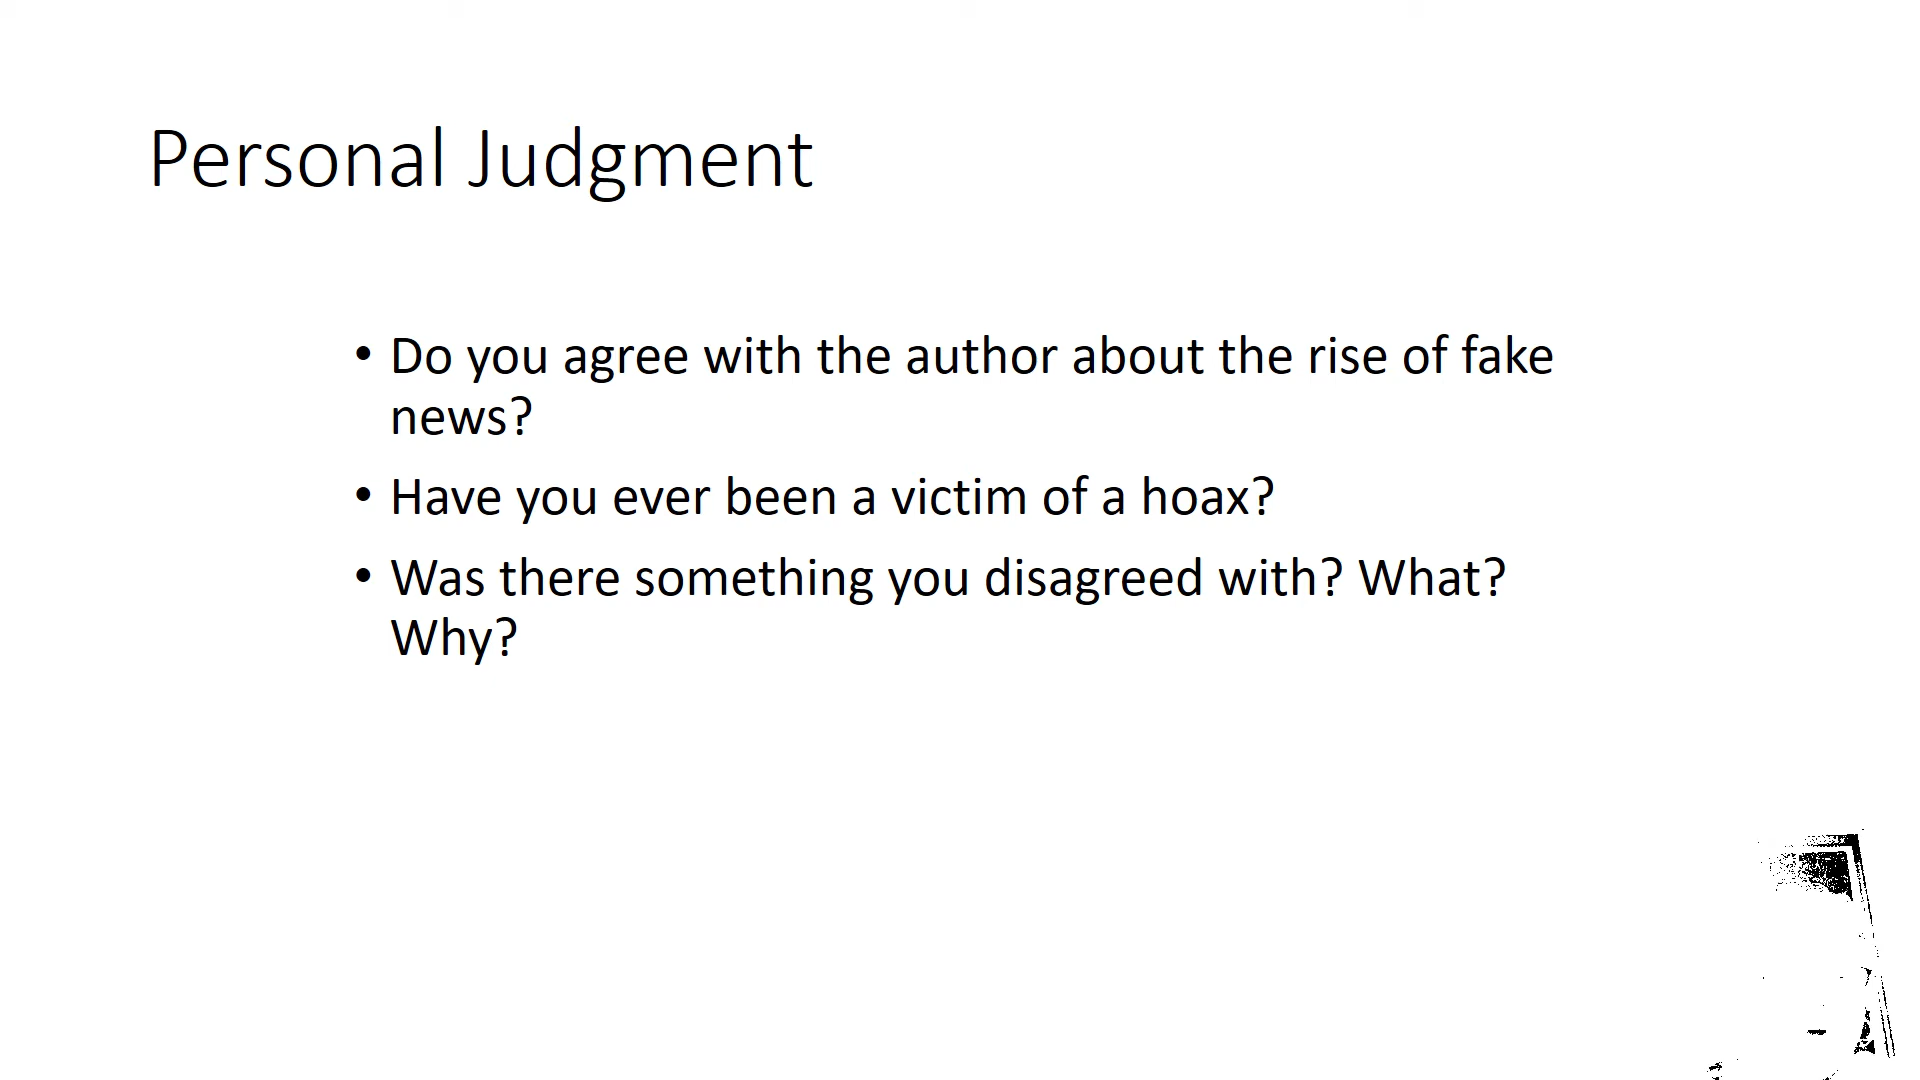 Personal Judgment
• Do you agree with the author about the rise of fake
news?
• Have you ever been a victim of a hoax?
• Was there something you disagreed with? What?
Why?